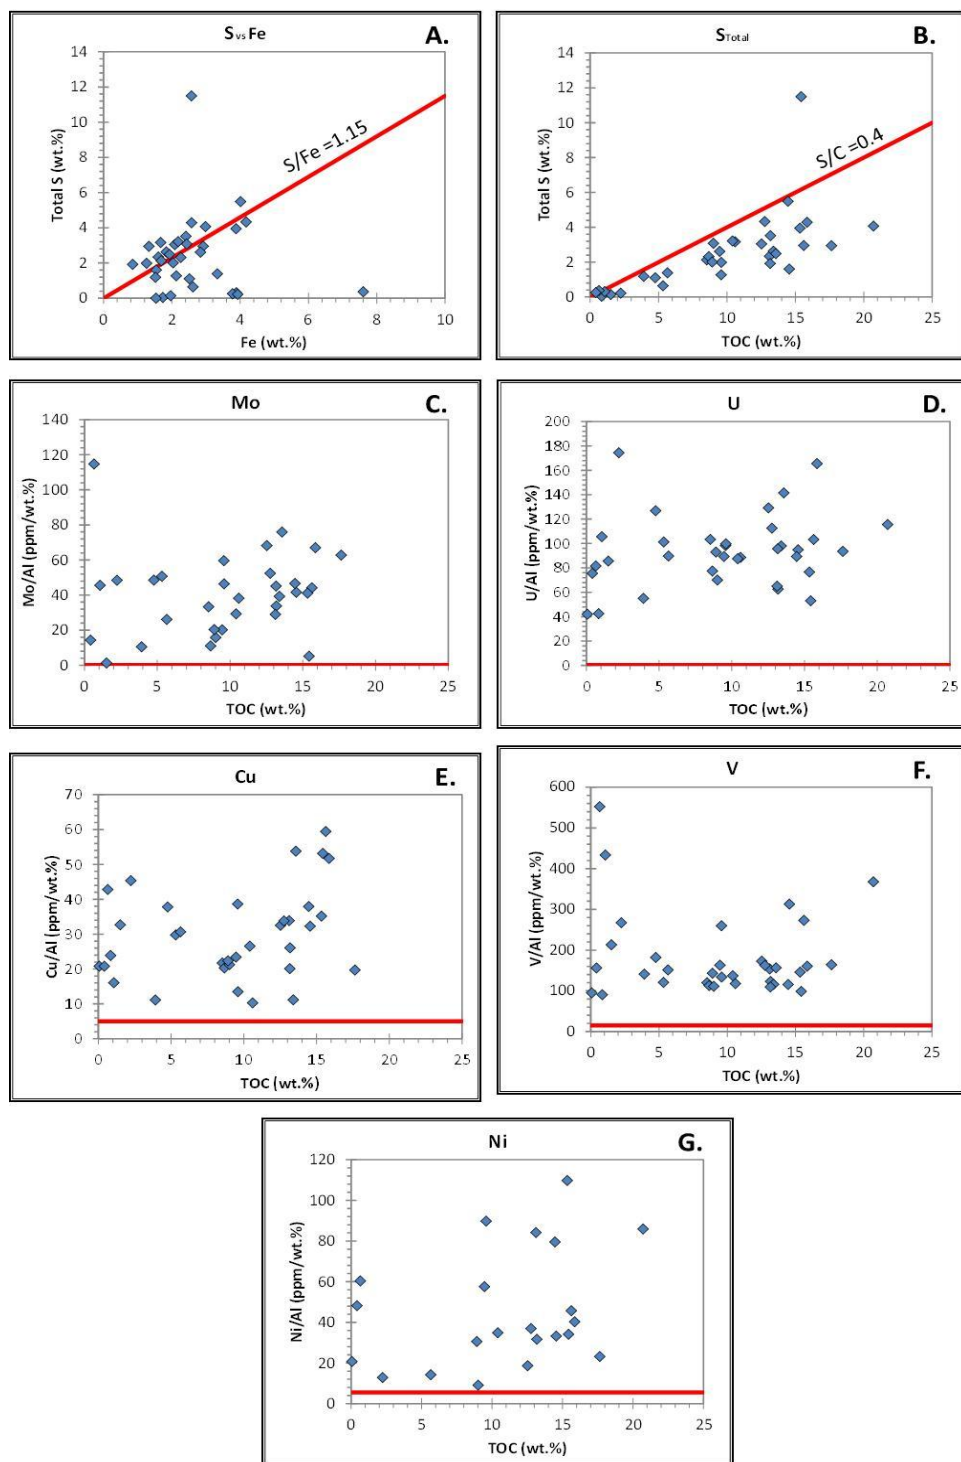 S vs Fe
A.
Total S (wt.%)
14
12
10
8
6
4
2
0
S/Fe =1.15
0 2 4 6 8 10
Fe (wt.%)
S Total
B.
Total S (wt.%)
14
12
10
8
6
4
2
0
S/C =0.4
0 5 10 15 20 25
TOC (wt.%)
Mo
C.
Mo/Al (ppm/wt.%)
140
120
100
80
60
40
20
0
0 5 10 15 20 25
TOC (wt.%)
U
D.
U/Al (ppm/wt.%)
200
180
160
140
120
100
80
60
40
20
0
0 5 10 15 20 25
TOC (wt.%)
Cu
E.
Cu/Al (ppm/wt.%)
70
60
50
40
30
20
10
0
0 5 10 15 20 25
TOC (wt.%)
V
F.
V/Al (ppm/wt.%)
600
500
400
300
200
100
0
0 5 10 15 20 25
TOC (wt.%)
Ni
G.
Ni/Al (ppm/wt.%)
120
100
80
60
40
20
0
0 5 10 15 20 25
TOC (wt.%)